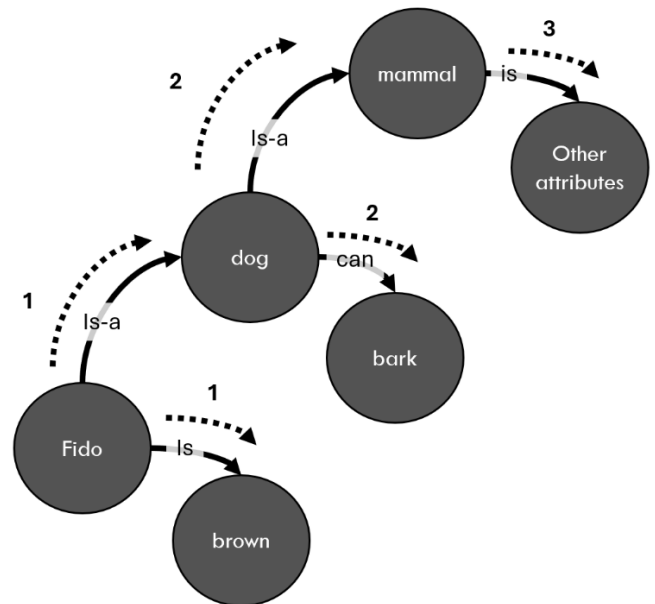 3
mammal
is
2
Other
attributes
Is-a
2
dog
can
1
Is-a
bark
1
Fido
Is
brown